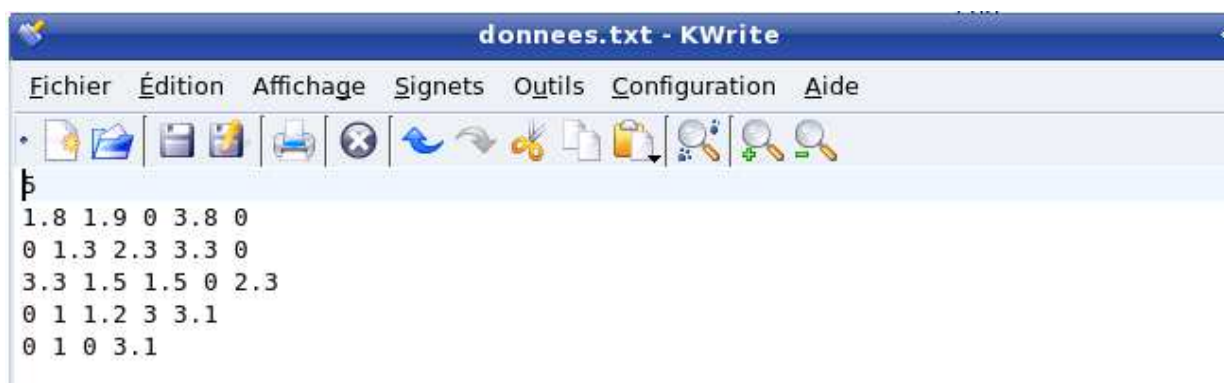 donnees.txt - KWrite
Fichier Édition Affichage Signets Outils Configuration Aide
5
1.8 1.9 0 3.8 0
0 1.3 2.3 3.3 0
3.3 1.5 1.5 0 2.3
0 1 1.2 3 3.1
0 1 0 3.1